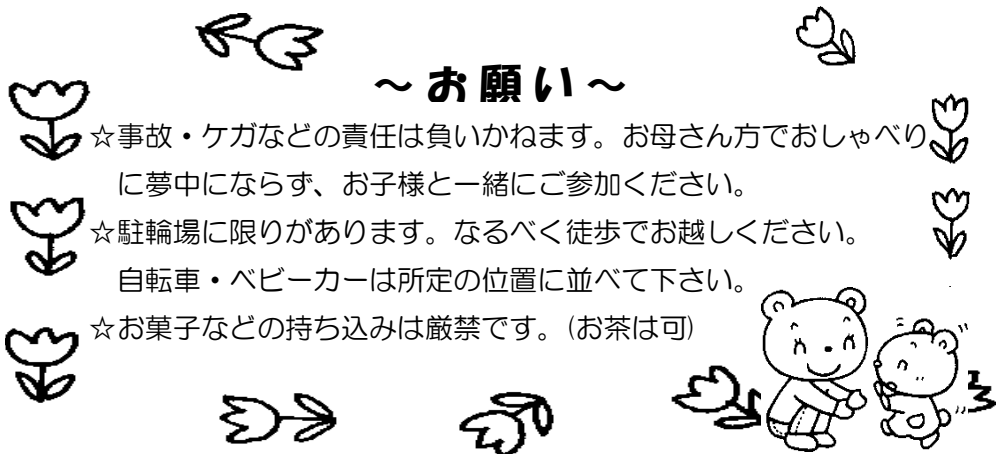 ～お願い～
☆事故・ケガなどの責任は負いかねます。お母さん方でおしゃべり
に夢中にならず、お子様と一緒にご参加ください。
☆駐輪場に限りがあります。なるべく徒歩でお越しください。
自転車・ベビーカーは所定の位置に並べて下さい。
☆お菓子などの持ち込みは厳禁です。(お茶は可)